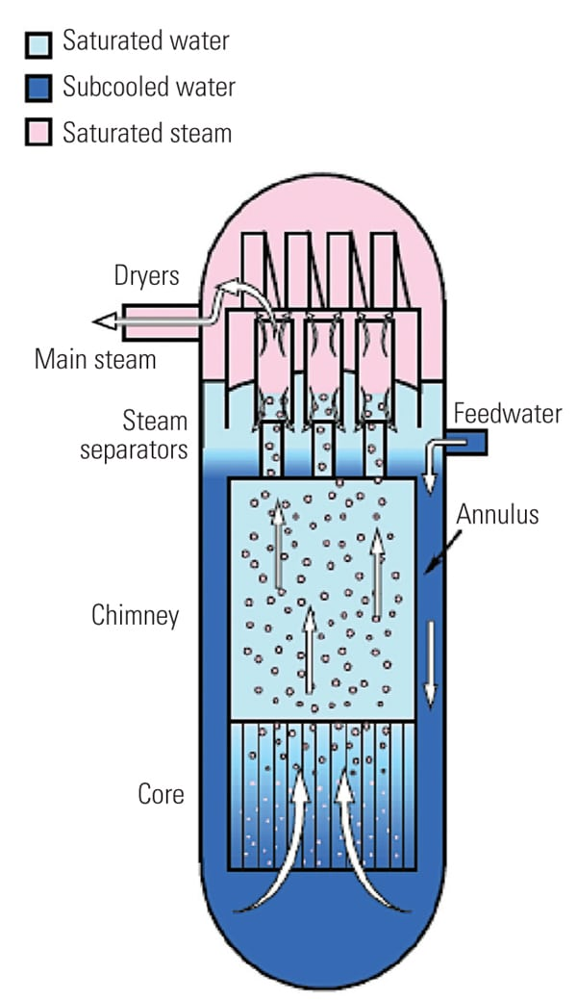 Saturated water
Subcooled water
Saturated steam
Dryers
Main steam
Steam
separators
Feedwater
Annulus
Chimney
Core